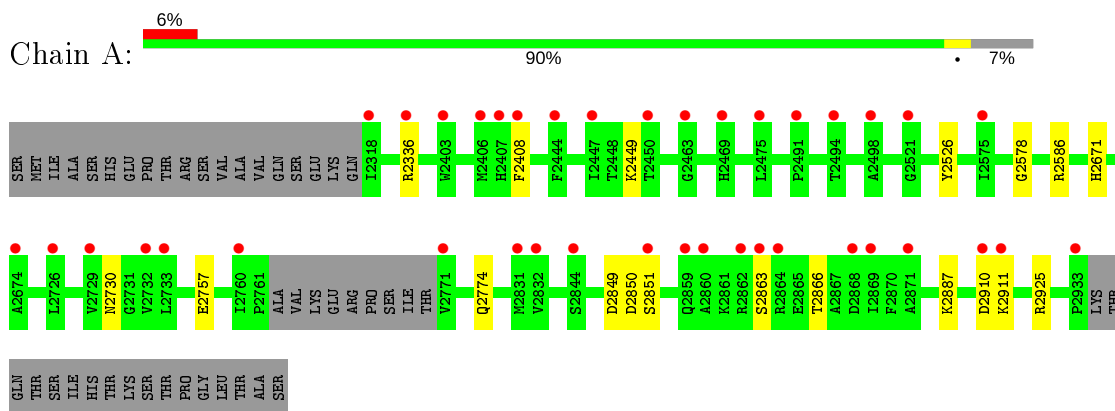 6%
Chain A:
90%
•
7%
SER MET ILE ALA SER HIS GLU PRO THR ARG SER VAL ALA VAL GLN SER GLU LYS GLN I2318 R2336 W2403 M2406 H2407 F2408 F2444 I2447 T2448 K2449 T2450 G2463 H2469 L2475 P2491 T2494 A2498 G2521 Y2526 I2575 G2578 R2586 H2671
A2674 L2726 V2729 N2730 G2731 V2732 L2733 E2757 I2760 P2761 ALA VAL LYS GLU ARG PRO SER ILE THR V2771 Q2774 M2831 V2832 S2844 D2849 D2850 S2851 Q2859 A2860 K2861 R2862 S2863 R2864 E2865 T2866 A2867 D2868 I2869 F2870 A2871 K2887 D2910 K2911 R2925 P2933 LYS THR
GLN THR SER ILE HIS THR LYS SER THR PRO GLY LEU THR ALA SER